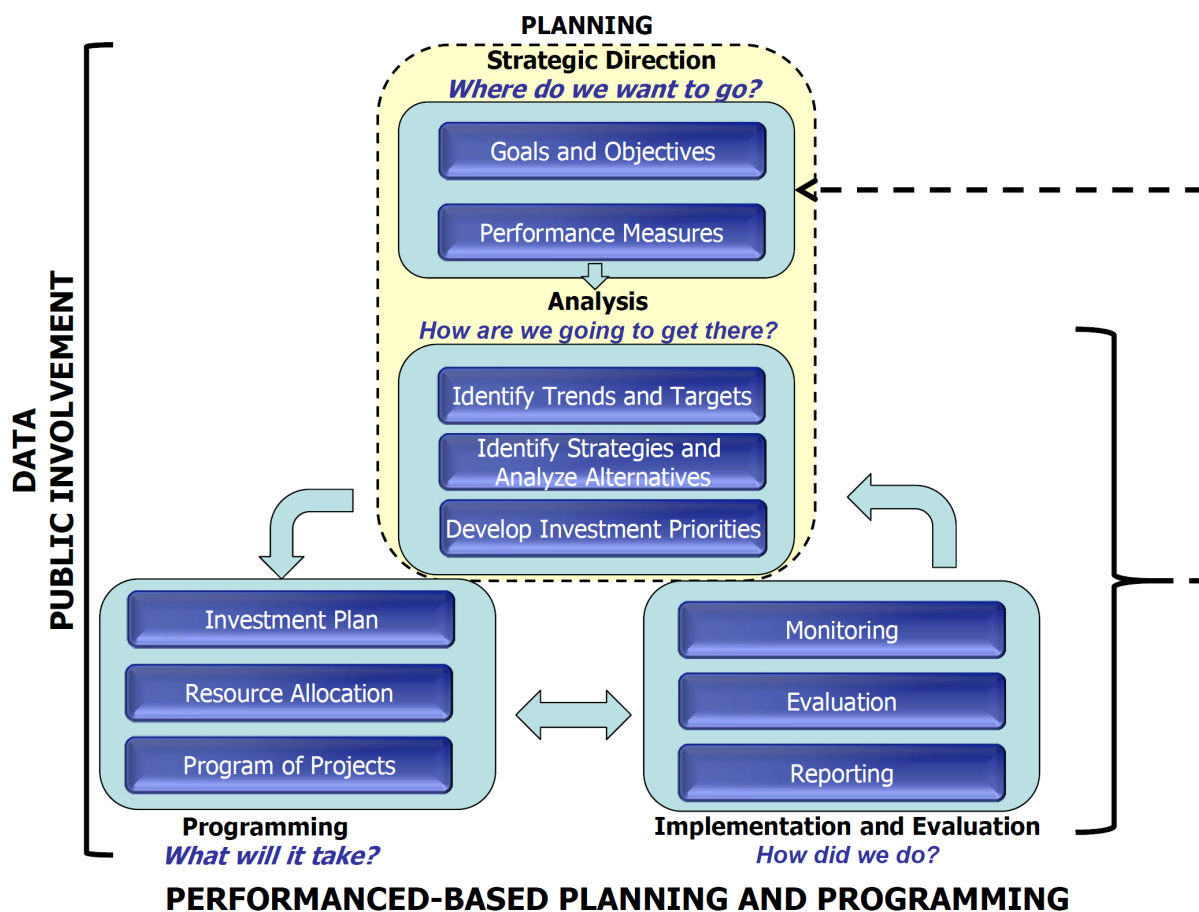 PLANNING
Strategic Direction
Where do we want to go?
Goals and Objectives
Performance Measures
Analysis
How are we going to get there?
Identify Trends and Targets
Identify Strategies and
Analyze Alternatives
Develop Investment Priorities
DATA
PUBLIC INVOLVEMENT
Investment Plan
Resource Allocation
Program of Projects
Programming
What will it take?
Monitoring
Evaluation
Reporting
Implementation and Evaluation
How did we do?
PERFORMANCED-BASED PLANNING AND PROGRAMMING